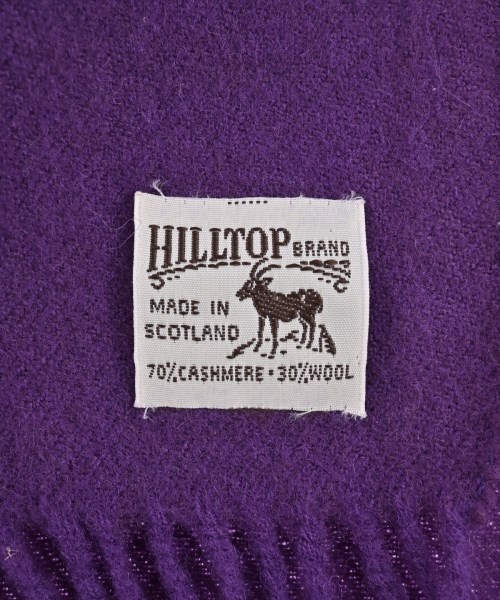 HILLTOP BRAND
MADE IN
SCOTLAND
70% CASHMERE • 30% WOOL